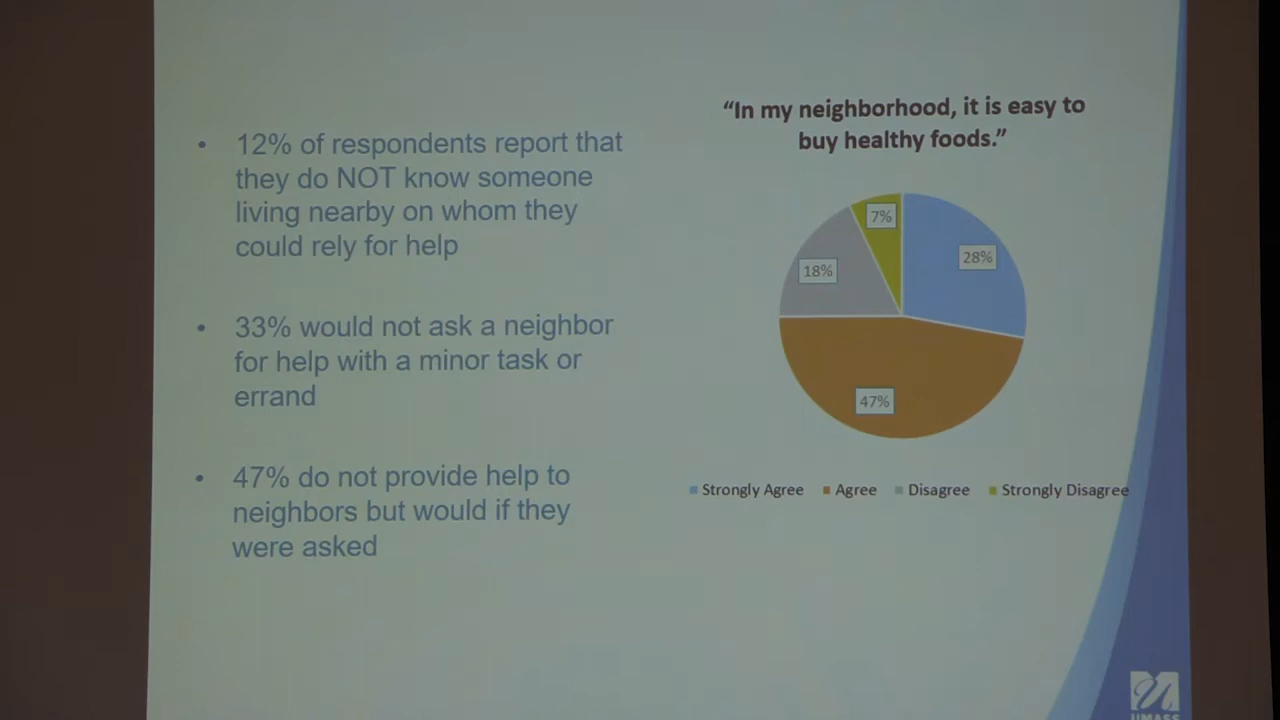 • 12% of respondents report that
they do NOT know someone
living nearby on whom they
could rely for help
• 33% would not ask a neighbor
for help with a minor task or
errand
• 47% do not provide help to
neighbors but would if they
were asked
“In my neighborhood, it is easy to
buy healthy foods.”
7%
28%
18%
47%
Strongly Agree Agree Disagree Strongly Disagree
UMASS